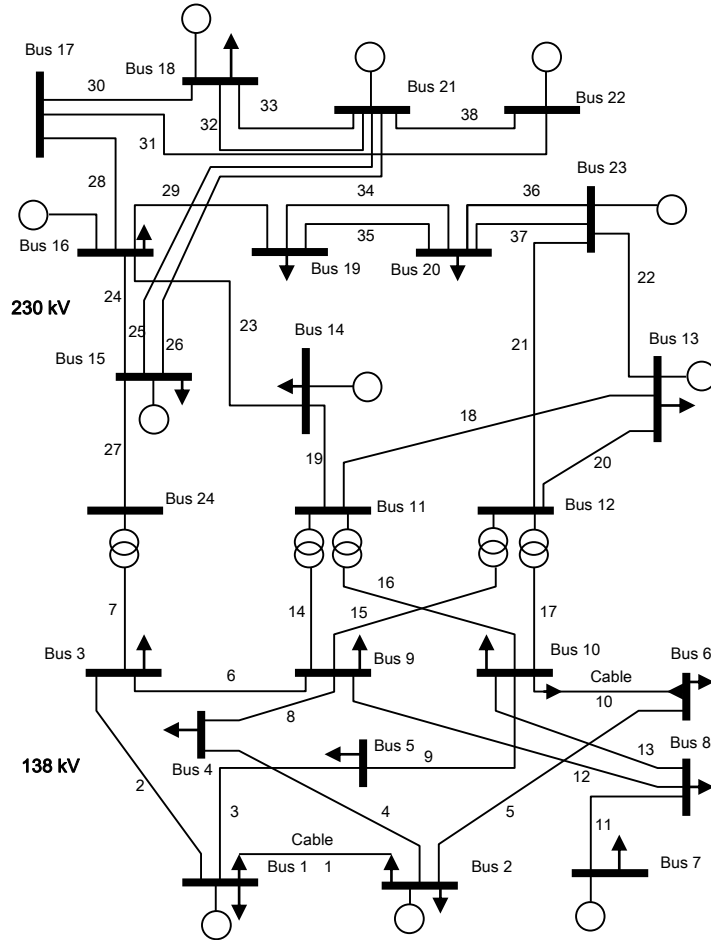 Bus 17
Bus 18
Bus 21
Bus 22
30
33
32
38
31
Bus 23
28
29
34
36
Bus 16
35
37
Bus 19
Bus 20
24
22
230 kV
23
Bus 14
25
26
21
Bus 13
Bus 15
18
27
19
20
Bus 24
Bus 11
Bus 12
16
7
14
15
17
Bus 3
Bus 9
Bus 10
Bus 6
6
Cable
10
8
Bus 5
13
Bus 8
138 kV
Bus 4
9
12
2
3
4
5
Cable
11
Bus 1
1
Bus 2
Bus 7